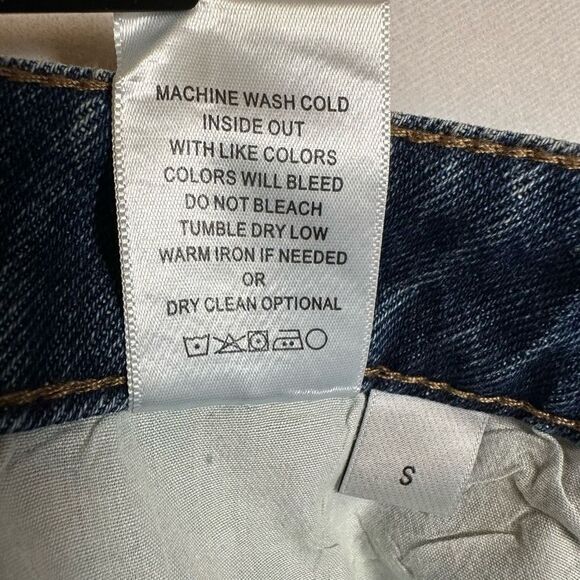 MACHINE WASH COLD
INSIDE OUT
WITH LIKE COLORS
COLORS WILL BLEED
DO NOT BLEACH
TUMBLE DRY LOW
WARM IRON IF NEEDED
OR
DRY CLEAN OPTIONAL
S